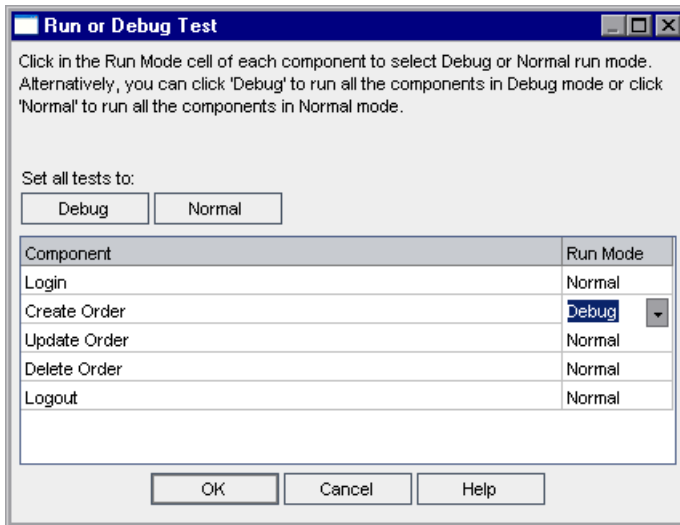 Run or Debug Test
Click in the Run Mode cell of each component to select Debug or Normal run mode.
Alternatively, you can click 'Debug' to run all the components in Debug mode or click
'Normal' to run all the components in Normal mode.
Set all tests to:
Debug Normal
Component Run Mode
Login Normal
Create Order Debug
Update Order Normal
Delete Order Normal
Logout Normal
OK Cancel Help